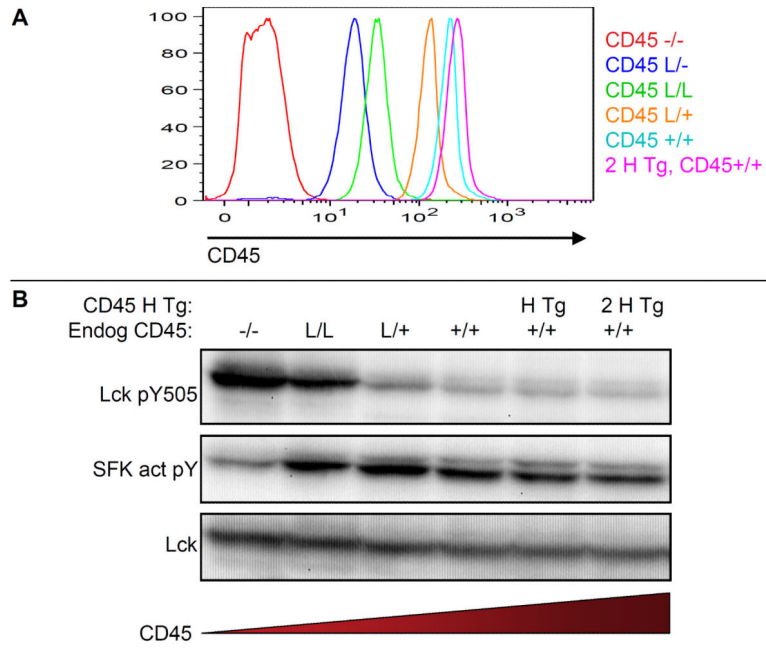 A
100
80
60
40
20
0
0 10¹ 10² 10³
CD45
CD45 -/-
CD45 L/-
CD45 L/L
CD45 L/+
CD45 +/+
2 H Tg, CD45+/+
B
CD45 H Tg: H Tg 2 H Tg
Endog CD45: -/- L/L L/+ +/+ +/+ +/+
Lck pY505
SFK act pY
Lck
CD45